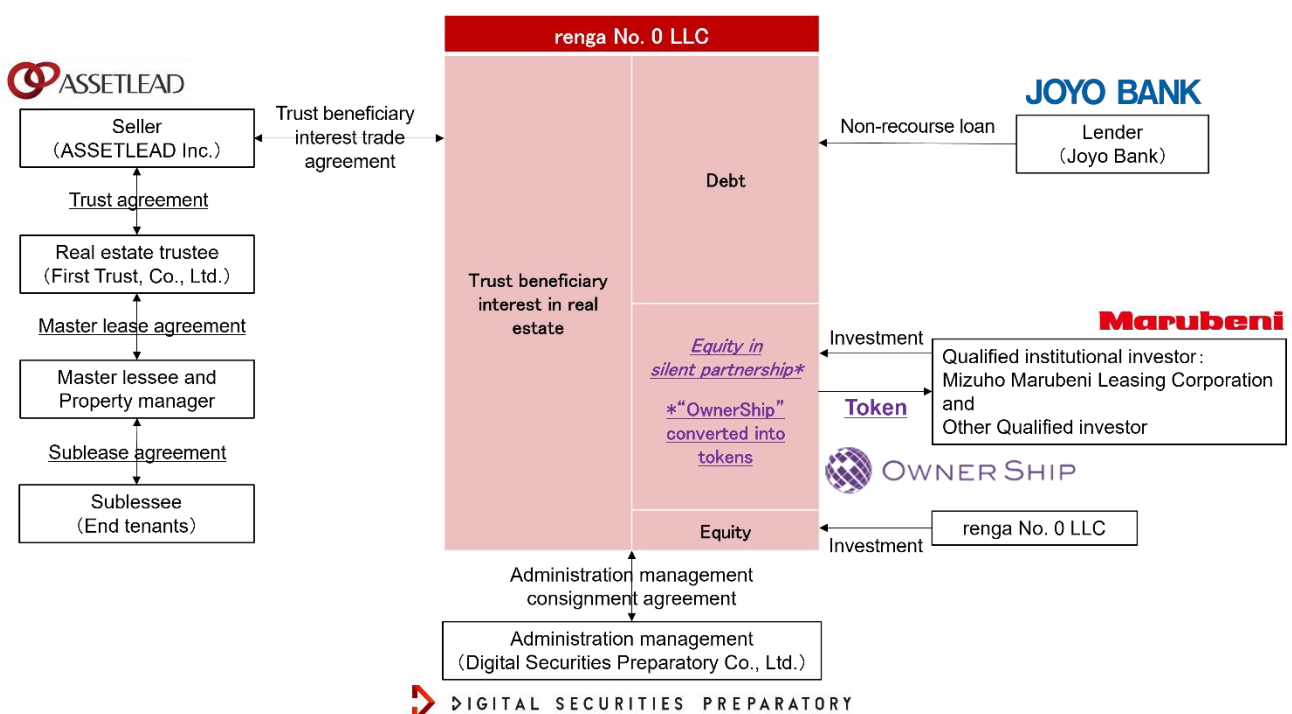 renga No. 0 LLC
ASSETLEAD
Seller
(ASSETLEAD Inc.)
Trust beneficiary
interest trade
agreement
Trust agreement
Real estate trustee
(First Trust, Co., Ltd.)
Master lease agreement
Master lessee and
Property manager
Sublease agreement
Sublessee
(End tenants)
Trust beneficiary
interest in real
estate
Debt
Equity in
silent partnership*
*“OwnerShip”
converted into
tokens
Equity
JOYO BANK
Non-recourse loan
Lender
(Joyo Bank)
Marubeni
Investment
Token
Qualified institutional investor:
Mizuho Marubeni Leasing Corporation
and
Other Qualified investor
OWNERSHIP
Investment
renga No. 0 LLC
Administration management
consignment agreement
Administration management
(Digital Securities Preparatory Co., Ltd.)
DIGITAL SECURITIES PREPARATORY